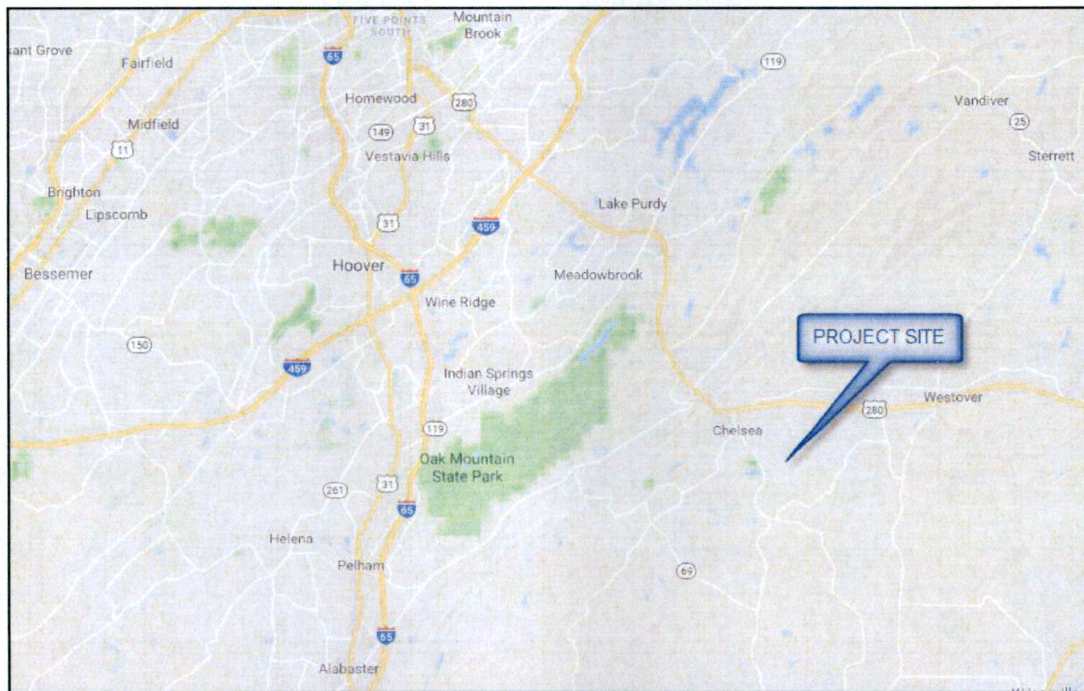 FIVE POINTS
SOUTH
Mountain
Brook
sant Grove
Fairfield
65
119
Homewood
280
Vandiver
Midfield
149
31
25
11
Vestavia Hills
Sterrett
Brighton
Lipscomb
Lake Purdy
31
459
Hoover
Bessemer
65
Meadowbrook
Wine Ridge
PROJECT SITE
150
459
Indian Springs
Village
Westover
280
119
Chelsea
Oak Mountain
State Park
261
31
65
Helena
Pelham
69
65
Alabaster